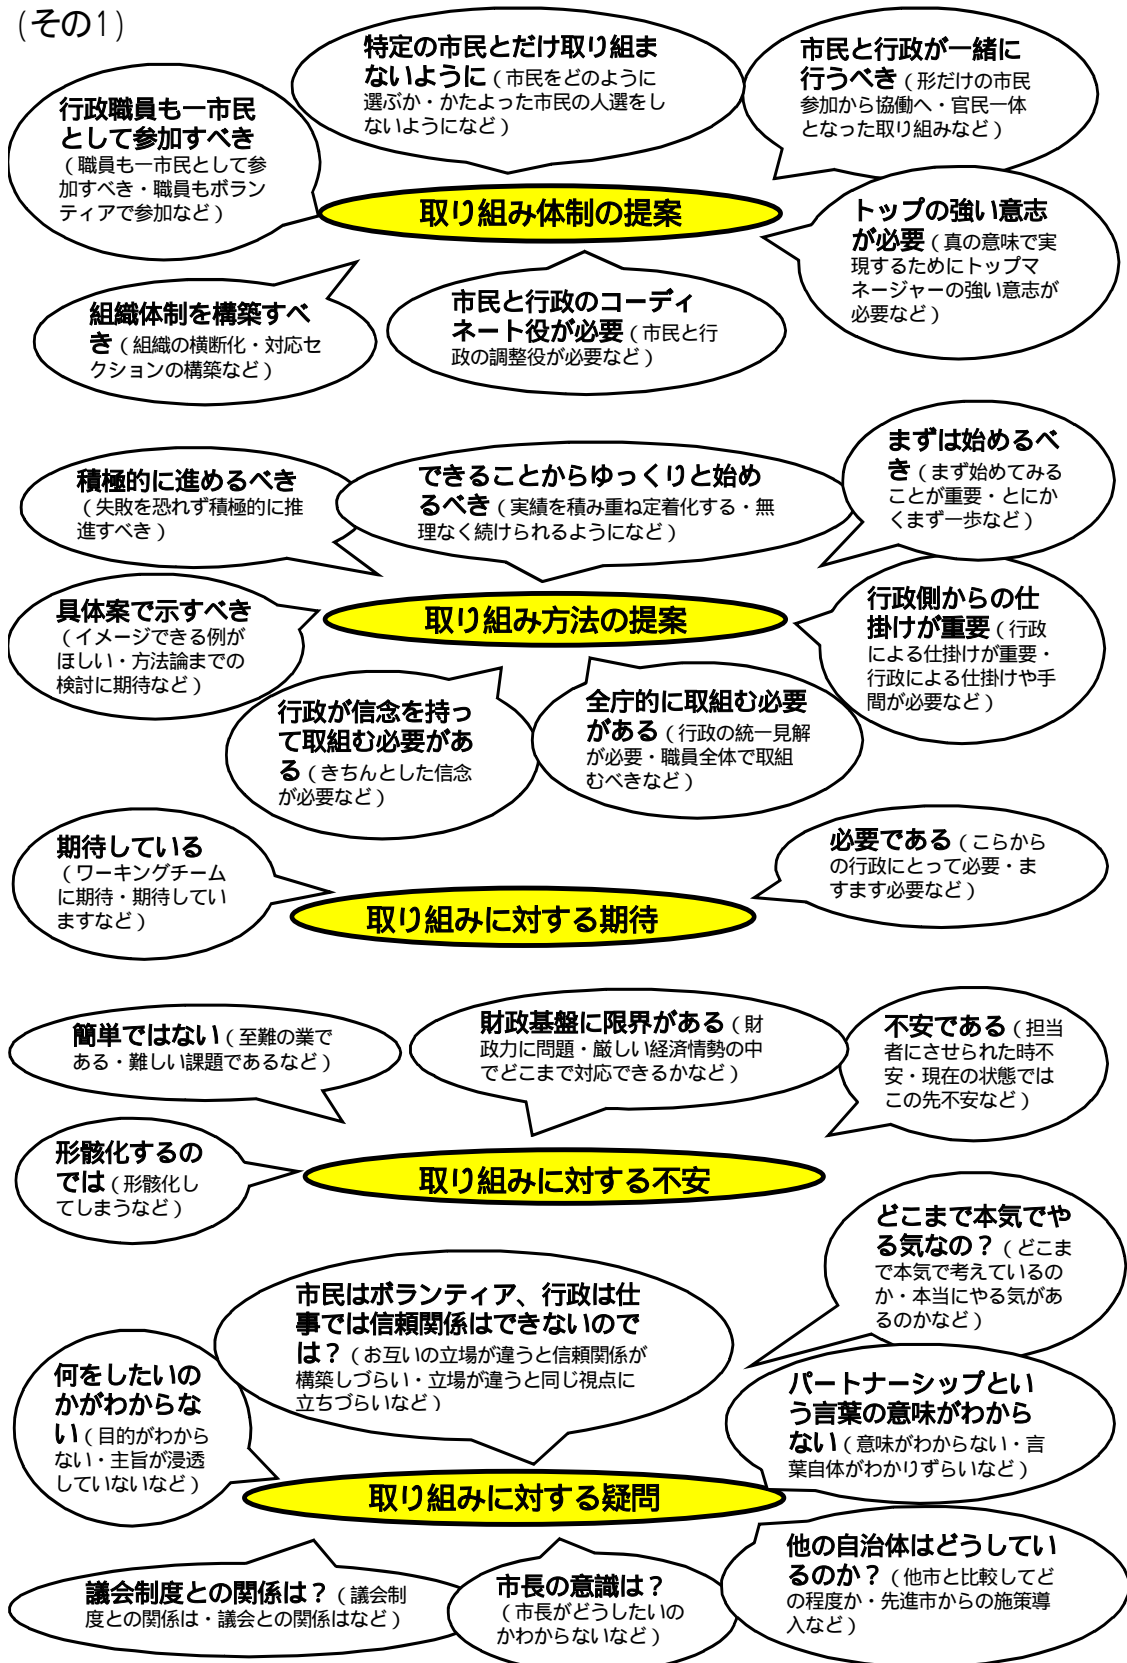 (その1)
特定の市民とだけ取り組ま
ないように(市民をどのように
選ぶか・かたよった市民の人選をし
ないようになど)
市民と行政が一緒に
行うべき(形だけの市民
参加から協働へ・官民一体
となった取り組みなど)
行政職員も一市民
として参加すべき
(職員も一市民として参
加すべき・職員もボラン
ティアで参加など)
取り組み体制の提案
トップの強い意志
が必要(真の意味で実
現するためにトップマ
ネージャーの強い意志が
必要など)
組織体制を構築すべ
き(組織の横断化・対応セ
クションの構築など)
市民と行政のコーディ
ネート役が必要(市民と行
政の調整役が必要など)
積極的に進めるべき
(失敗を恐れず積極的に推
進すべき)
できることからゆっくりと始め
るべき(実績を積み重ね定着化する・無
理なく続けられるようになど)
まずは始めるべ
き(まず始めてみる
ことが重要・とにか
くまず一歩など)
具体案で示すべき
(イメージできる例が
ほしい・方法論までの
検討に期待など)
取り組み方法の提案
行政側からの仕
掛けが重要(行政
による仕掛けが重要・
行政による仕掛けや手
間が必要など)
行政が信念を持っ
て取組む必要があ
る(きちんとした信念
が必要など)
全庁的に取組む必要
がある(行政の統一見解
が必要・職員全体で取組
むべきなど)
期待している
(ワーキングチーム
に期待・期待してい
ますなど)
取り組みに対する期待
必要である(こらから
の行政にとって必要・ま
すます必要など)
簡単ではない(至難の業で
ある・難しい課題であるなど)
財政基盤に限界がある(財
政力に問題・厳しい経済情勢の中
でどこまで対応できるかなど)
不安である(担当
者にさせられた時不
安・現在の状態では
この先不安など)
形骸化するの
では(形骸化し
てしまうなど)
取り組みに対する不安
どこまで本気でや
る気なの?(どこま
で本気で考えているの
か・本当にやる気があ
るのかなど)
市民はボランティア、行政は仕
事では信頼関係はできないので
は?(お互いの立場が違うと信頼関係が
構築しづらい・立場が違うと同じ視点に
立ちづらいなど)
何をしたいの
かがわからな
い(目的がわから
ない・主旨が浸透
していないなど)
パートナーシップとい
う言葉の意味がわから
ない(意味がわからない・言
葉自体がわかりずらいなど)
取り組みに対する疑問
議会制度との関係は?(議会制
度との関係は・議会との関係はなど)
市長の意識は?
(市長がどうしたいの
かわからないなど)
他の自治体はどうしてい
るのか?(他市と比較してど
の程度か・先進市からの施策導
入など)